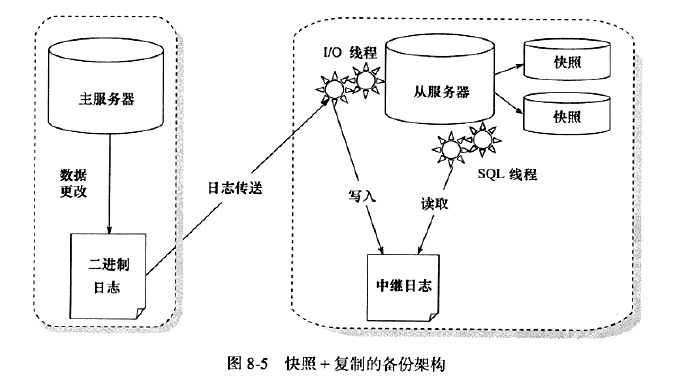 主服务器
数据
更改
二进制
日志
日志传送
I/O 线程
从服务器
快照
快照
SQL 线程
写入
读取
中继日志
图 8-5 快照 + 复制的备份架构